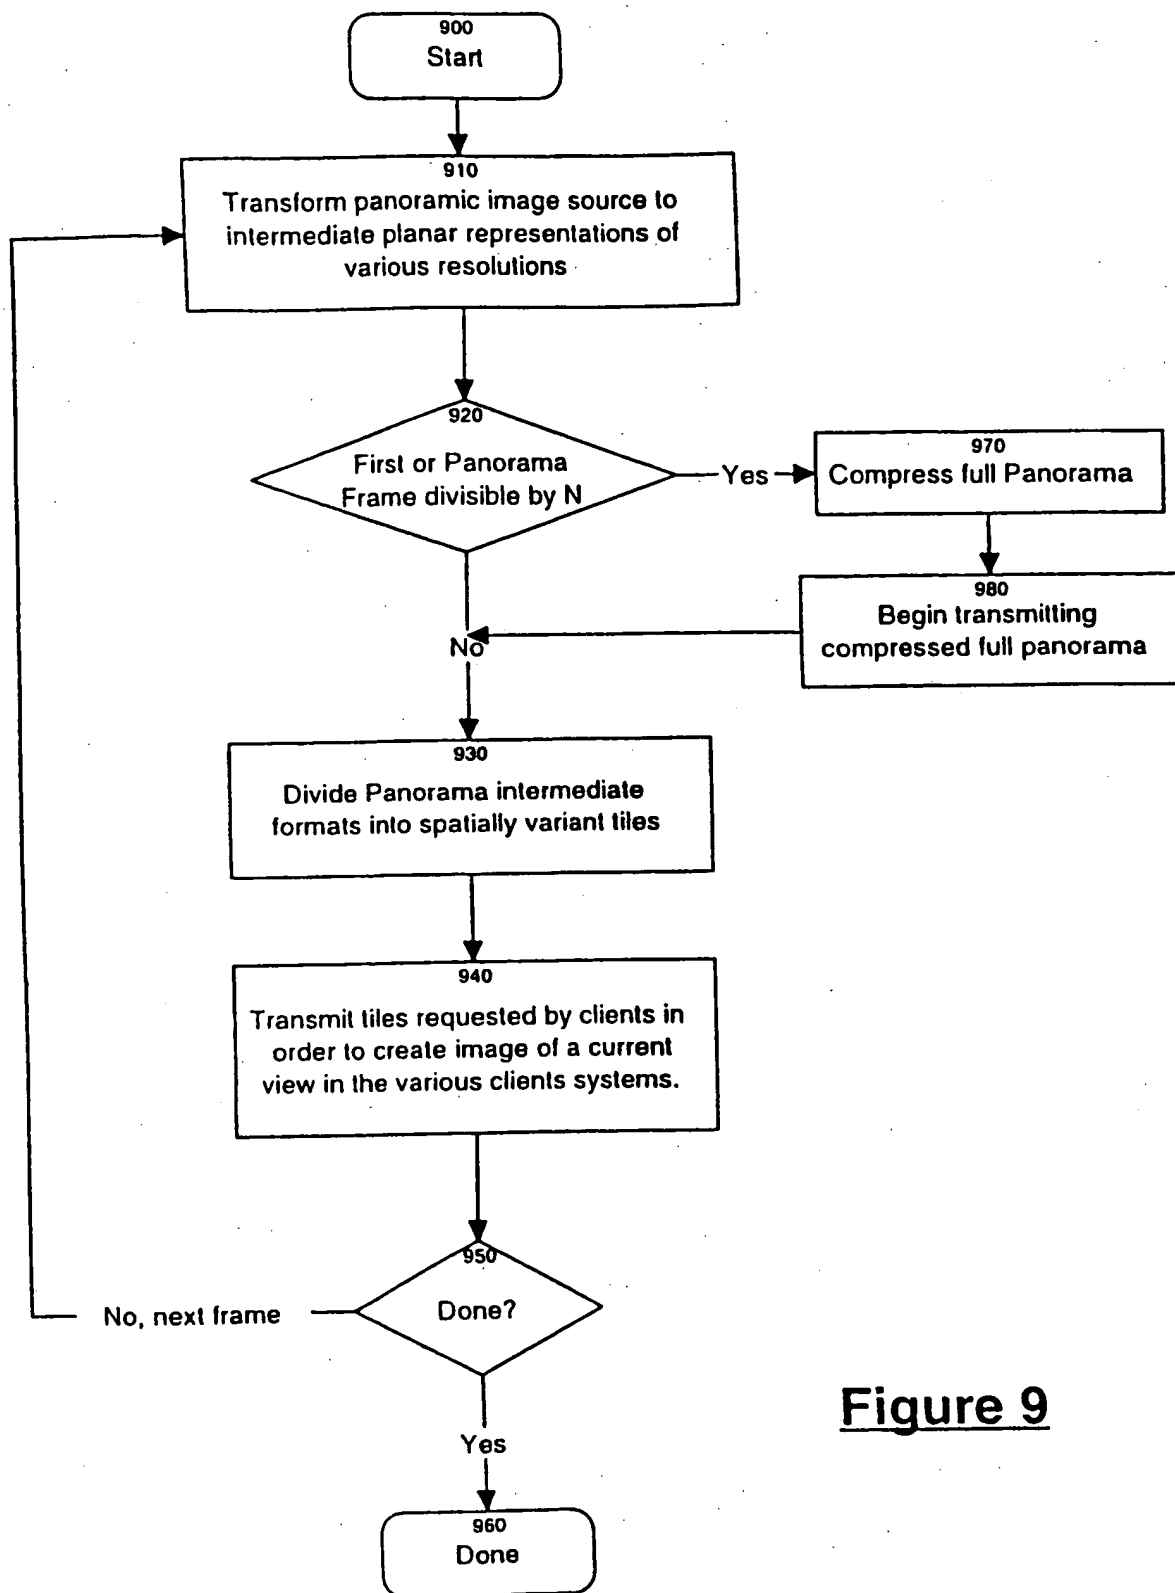 900
Start
910
Transform panoramic image source to
intermediate planar representations of
various resolutions
920
First or Panorama
Frame divisible by N
Yes
970
Compress full Panorama
980
Begin transmitting
compressed full panorama
No
930
Divide Panorama intermediate
formats into spatially variant tiles
940
Transmit tiles requested by clients in
order to create image of a current
view in the various clients systems.
950
Done?
No, next frame
Yes
960
Done
Figure 9